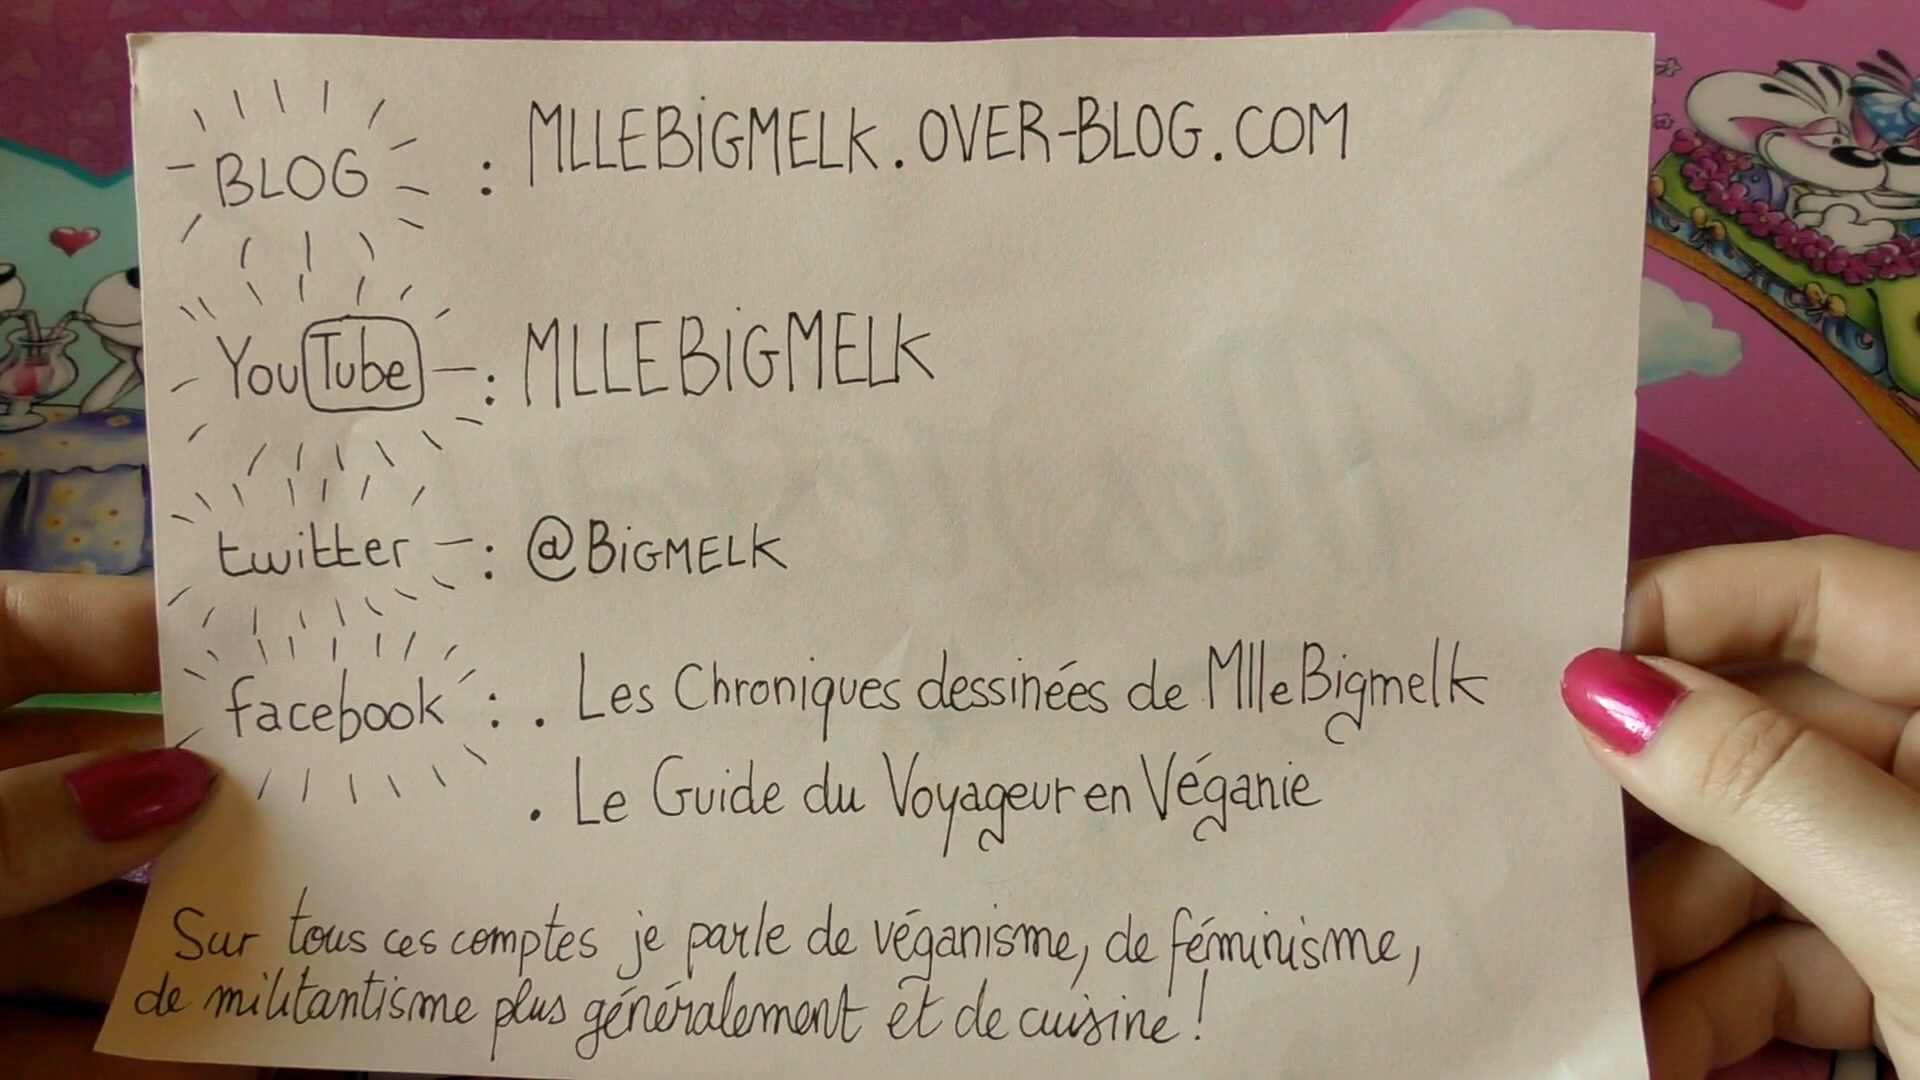 BLOG : MLLEBIGMELK.OVER-BLOG.COM
YouTube : MLLEBIGMELK
twitter : @BIGMELK
facebook : . Les Chroniques dessinées de MlleBigmelk
. Le Guide du Voyageur en Véganie
Sur tous ces comptes je parle de véganisme, de féminisme,
de militantisme plus généralement et de cuisine !